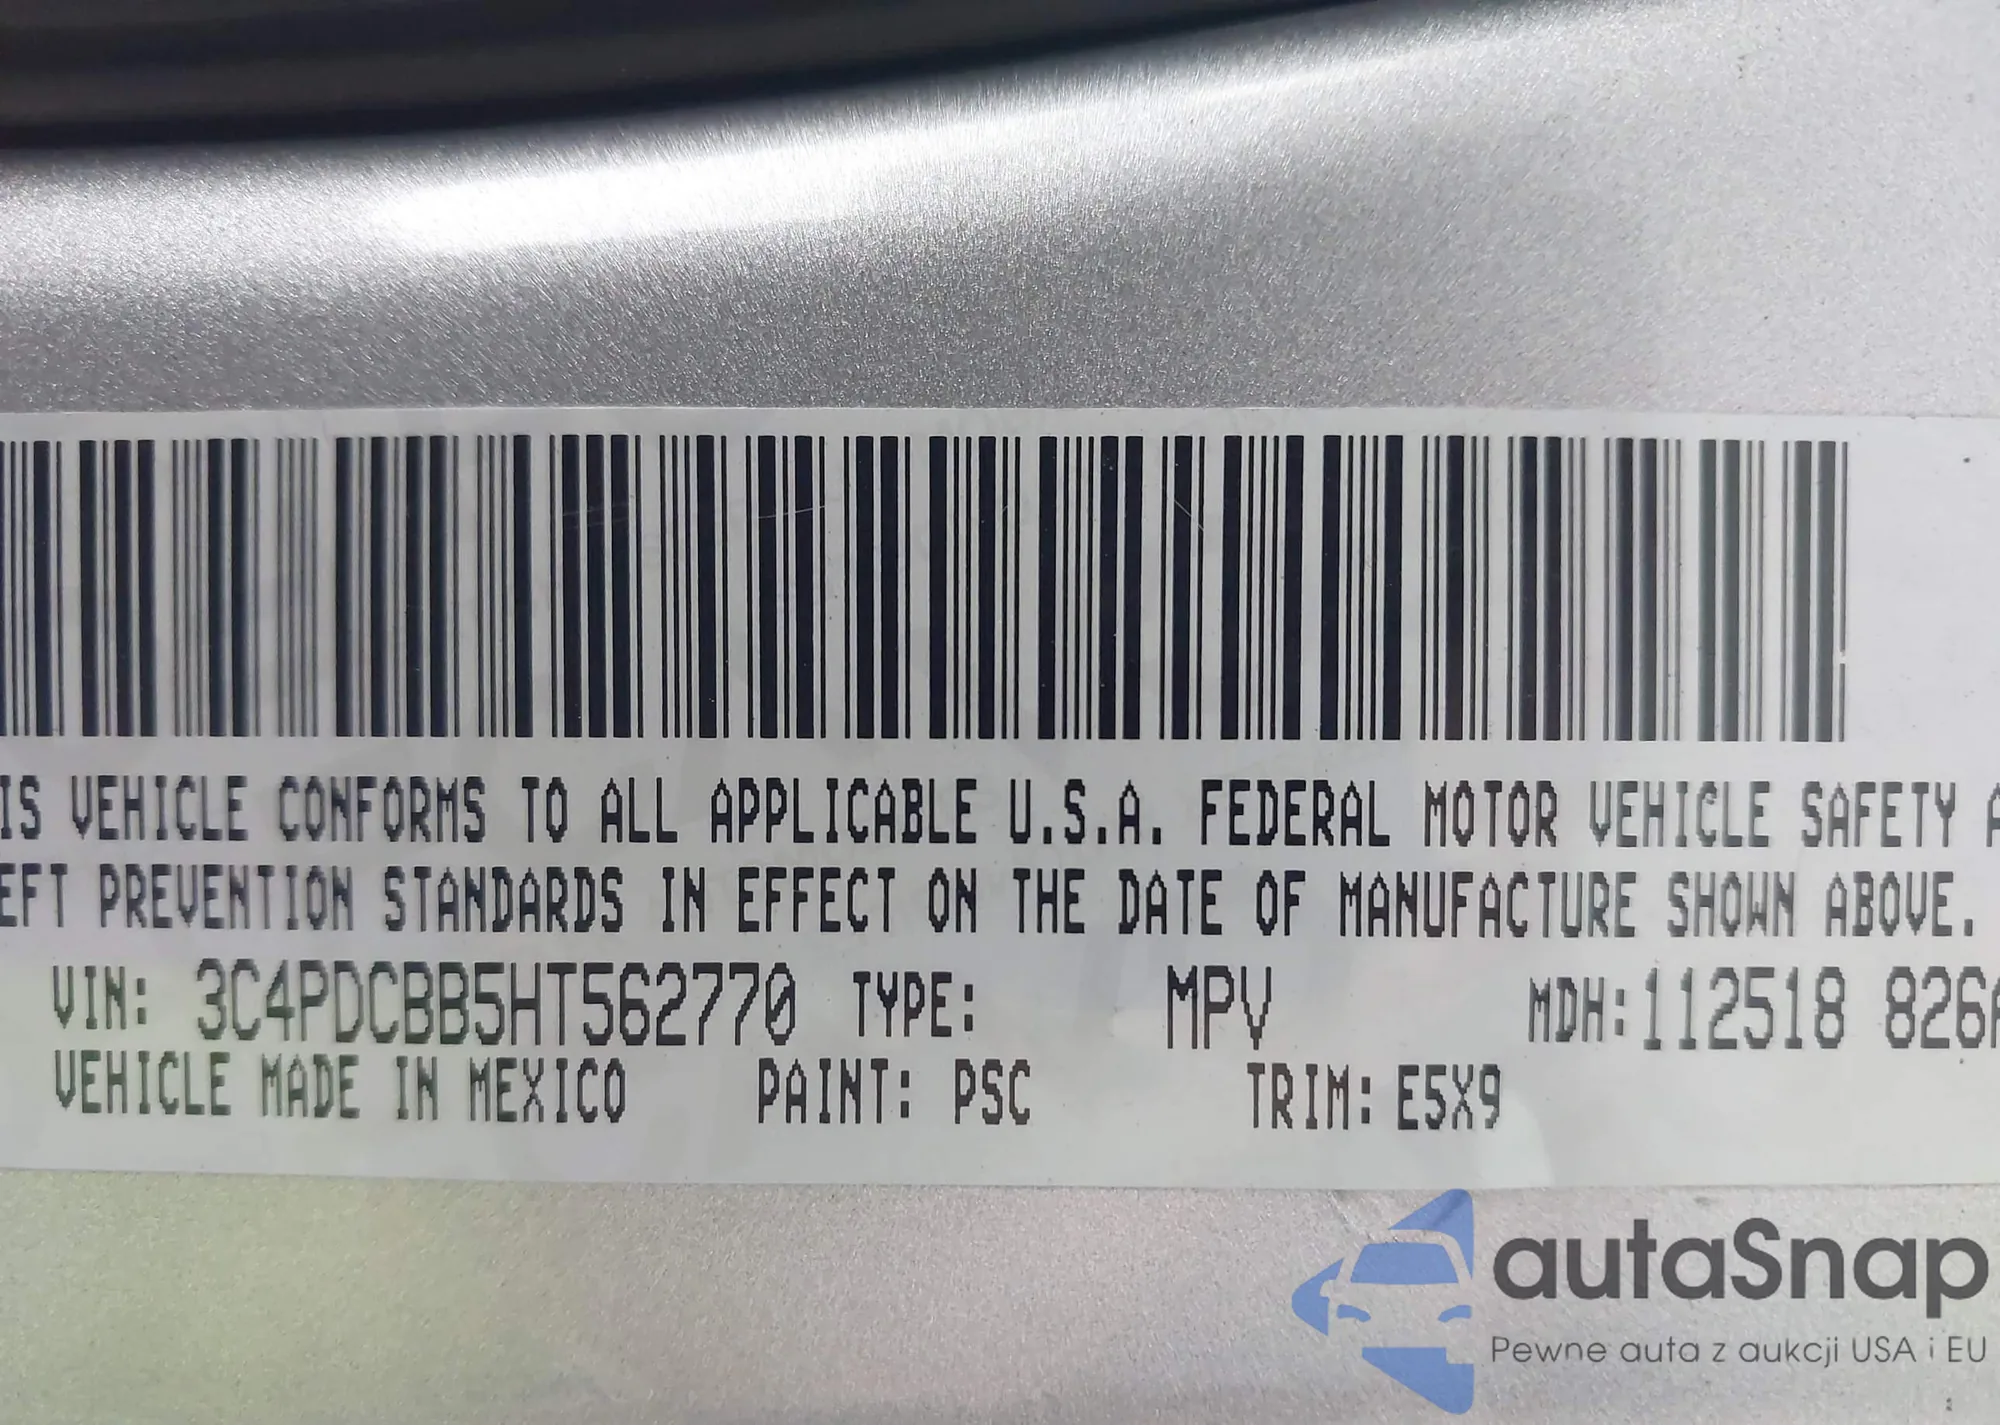 IS VEHICLE CONFORMS TO ALL APPLICABLE U.S.A. FEDERAL MOTOR VEHICLE SAFETY A
EFT PREVENTION STANDARDS IN EFFECT ON THE DATE OF MANUFACTURE SHOWN ABOVE.
VIN: 3C4PDCBB5HT562770 TYPE: MPV MDH:112518 826A
VEHICLE MADE IN MEXICO PAINT: PSC TRIM: E5X9
autaSnap
Pewne auta z aukcji USA i EU